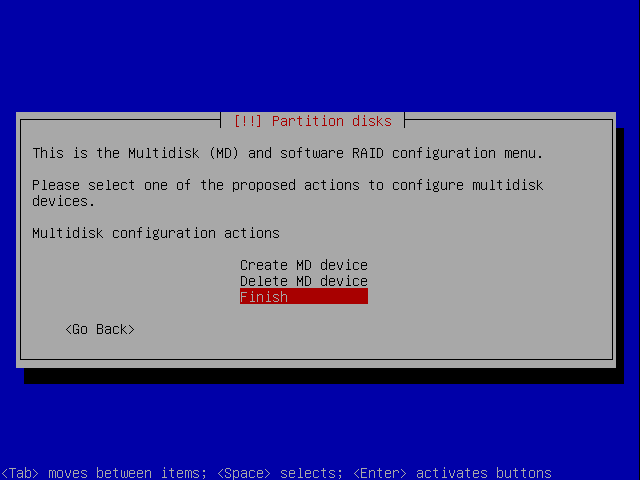 [!!] Partition disks
This is the Multidisk (MD) and software RAID configuration menu.
Please select one of the proposed actions to configure multidisk
devices.
Multidisk configuration actions
Create MD device
Delete MD device
Finish
<Go Back>
<Tab> moves between items; <Space> selects; <Enter> activates buttons